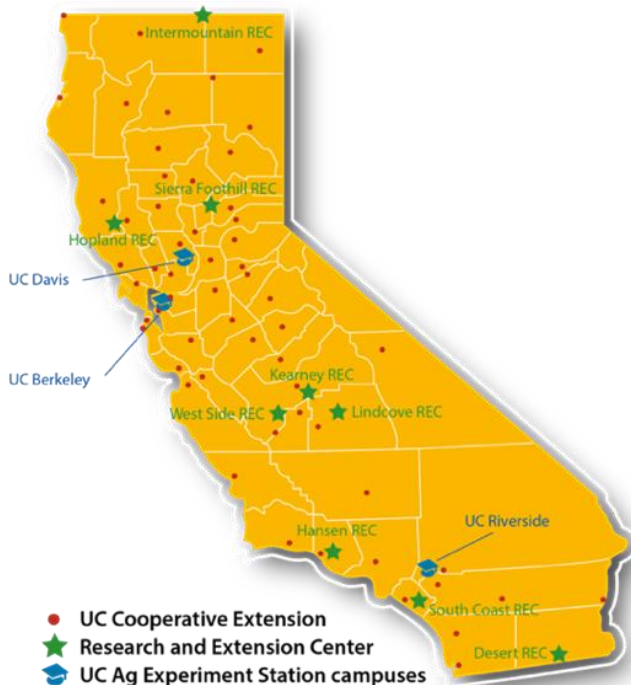 Intermountain REC
Sierra Foothill REC
Hopland REC
UC Davis
UC Berkeley
Kearney REC
West Side REC
Lindcove REC
UC Riverside
Hansen REC
South Coast REC
Desert REC
UC Cooperative Extension
Research and Extension Center
UC Ag Experiment Station campuses